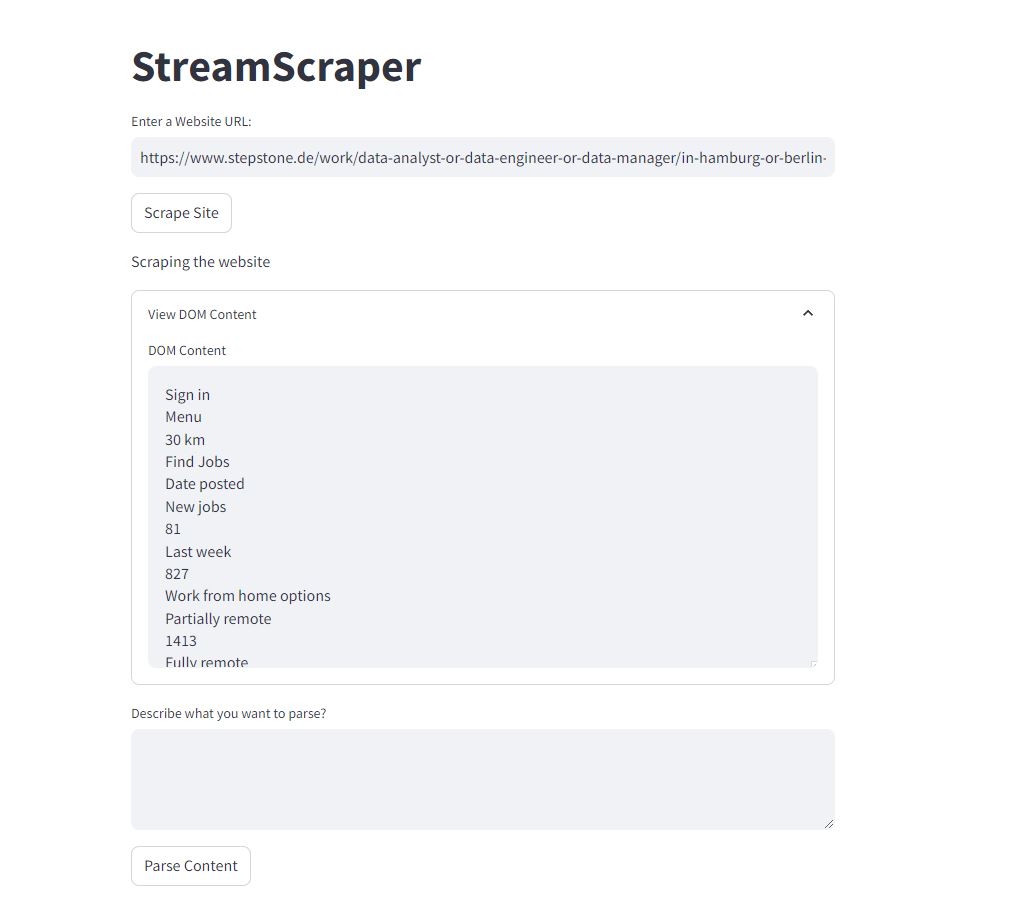 StreamScraper
Enter a Website URL:
https://www.stepstone.de/work/data-analyst-or-data-engineer-or-data-manager/in-hamburg-or-berlin-
Scrape Site
Scraping the website
View DOM Content
DOM Content
Sign in
Menu
30 km
Find Jobs
Date posted
New jobs
81
Last week
827
Work from home options
Partially remote
1413
Fully remote
Describe what you want to parse?
Parse Content